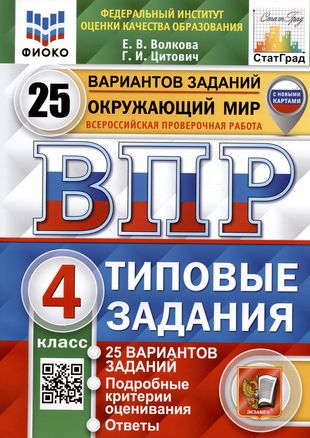 ФИОКО
ФЕДЕРАЛЬНЫЙ ИНСТИТУТ
ОЦЕНКИ КАЧЕСТВА ОБРАЗОВАНИЯ
Е. В. Волкова
Г. И. Цитович
СтатГрад
СтатГрад
25
ВАРИАНТОВ ЗАДАНИЙ
ОКРУЖАЮЩИЙ МИР
ВСЕРОССИЙСКАЯ ПРОВЕРОЧНАЯ РАБОТА
С НОВЫМИ
КАРТАМИ
ВПР
4
класс
ТИПОВЫЕ
ЗАДАНИЯ
25 ВАРИАНТОВ
ЗАДАНИЙ
Подробные
критерии
оценивания
Ответы
ЭКЗАМЕН